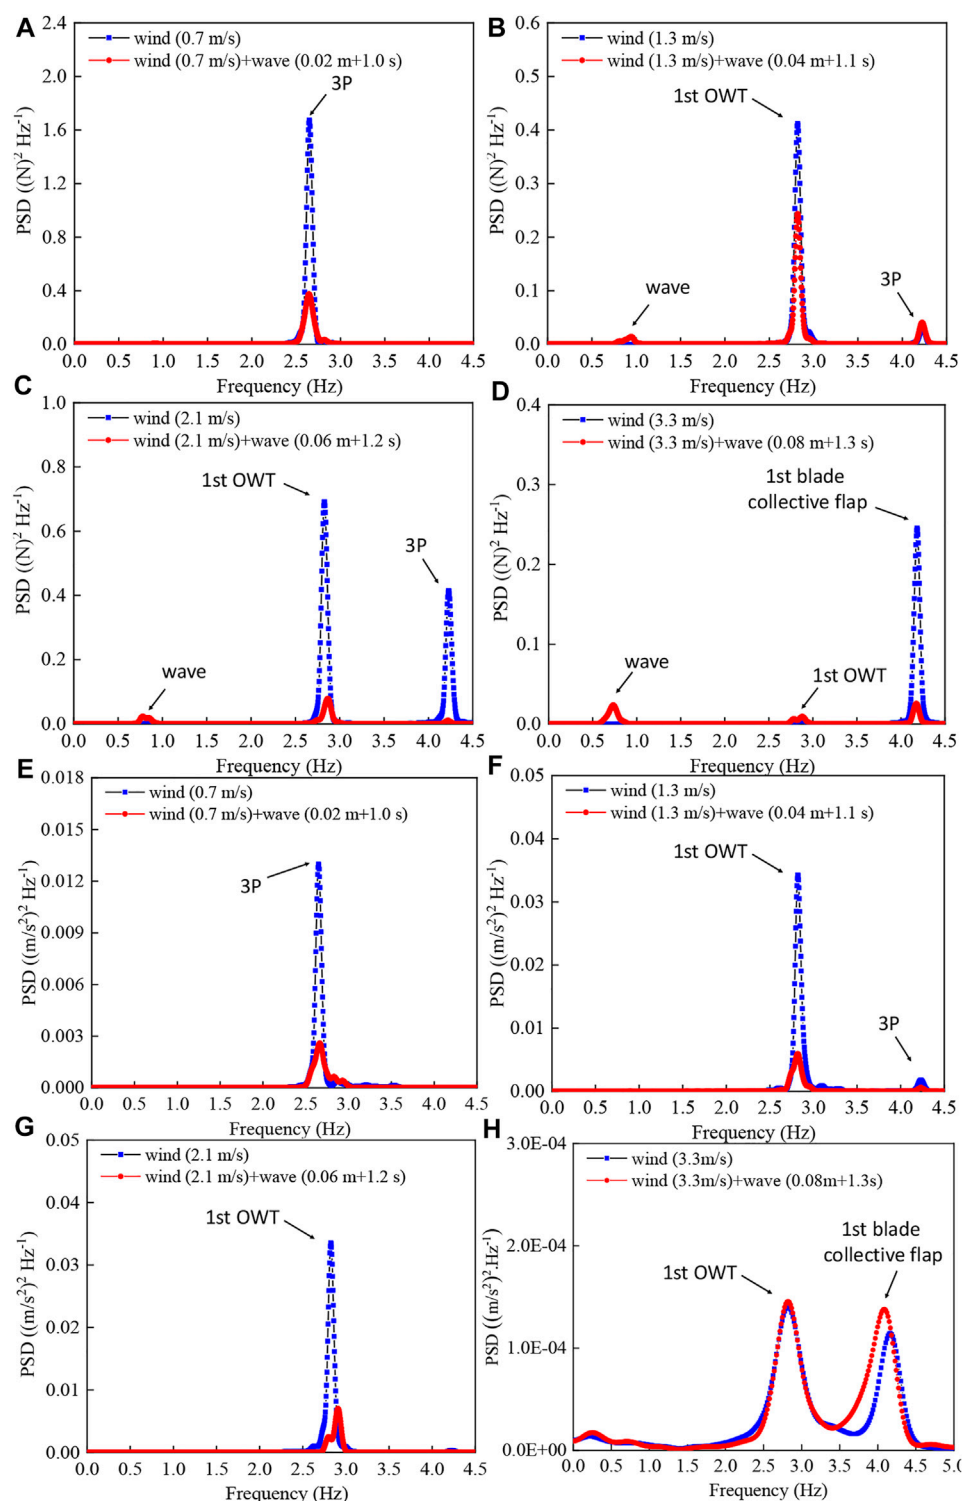 A
2.4
2.0
1.6
1.2
0.8
0.4
0.0
PSD ((N)² Hz⁻¹)
wind (0.7 m/s)
wind (0.7 m/s)+wave (0.02 m+1.0 s)
3P
0.0 0.5 1.0 1.5 2.0 2.5 3.0 3.5 4.0 4.5
Frequency (Hz)
B
0.6
0.5
0.4
0.3
0.2
0.1
0.0
PSD ((N)² Hz⁻¹)
wind (1.3 m/s)
wind (1.3 m/s)+wave (0.04 m+1.1 s)
1st OWT
wave
3P
0.0 0.5 1.0 1.5 2.0 2.5 3.0 3.5 4.0 4.5
Frequency (Hz)
C
1.0
0.8
0.6
0.4
0.2
0.0
PSD ((N)² Hz⁻¹)
wind (2.1 m/s)
wind (2.1 m/s)+wave (0.06 m+1.2 s)
1st OWT
3P
wave
0.0 0.5 1.0 1.5 2.0 2.5 3.0 3.5 4.0 4.5
Frequency (Hz)
D
0.4
0.3
0.2
0.1
0.0
PSD ((N)² Hz⁻¹)
wind (3.3 m/s)
wind (3.3 m/s)+wave (0.08 m+1.3 s)
1st blade
collective flap
wave
1st OWT
0.0 0.5 1.0 1.5 2.0 2.5 3.0 3.5 4.0 4.5
Frequency (Hz)
E
0.018
0.015
0.012
0.009
0.006
0.003
0.000
PSD ((m/s²)² Hz⁻¹)
wind (0.7 m/s)
wind (0.7 m/s)+wave (0.02 m+1.0 s)
3P
0.0 0.5 1.0 1.5 2.0 2.5 3.0 3.5 4.0 4.5
Frequency (Hz)
F
0.05
0.04
0.03
0.02
0.01
0.00
PSD ((m/s²)² Hz⁻¹)
wind (1.3 m/s)
wind (1.3 m/s)+wave (0.04 m+1.1 s)
1st OWT
3P
0.0 0.5 1.0 1.5 2.0 2.5 3.0 3.5 4.0 4.5
Frequency (Hz)
G
0.05
0.04
0.03
0.02
0.01
0.00
PSD ((m/s²)² Hz⁻¹)
wind (2.1 m/s)
wind (2.1 m/s)+wave (0.06 m+1.2 s)
1st OWT
0.0 0.5 1.0 1.5 2.0 2.5 3.0 3.5 4.0 4.5
Frequency (Hz)
H
3.0E-04
2.0E-04
1.0E-04
0.0E+00
PSD ((m/s²)².Hz⁻¹)
wind (3.3m/s)
wind (3.3m/s)+wave (0.08m+1.3s)
1st blade
collective flap
1st OWT
0.0 0.5 1.0 1.5 2.0 2.5 3.0 3.5 4.0 4.5 5.0
Frequency (Hz)